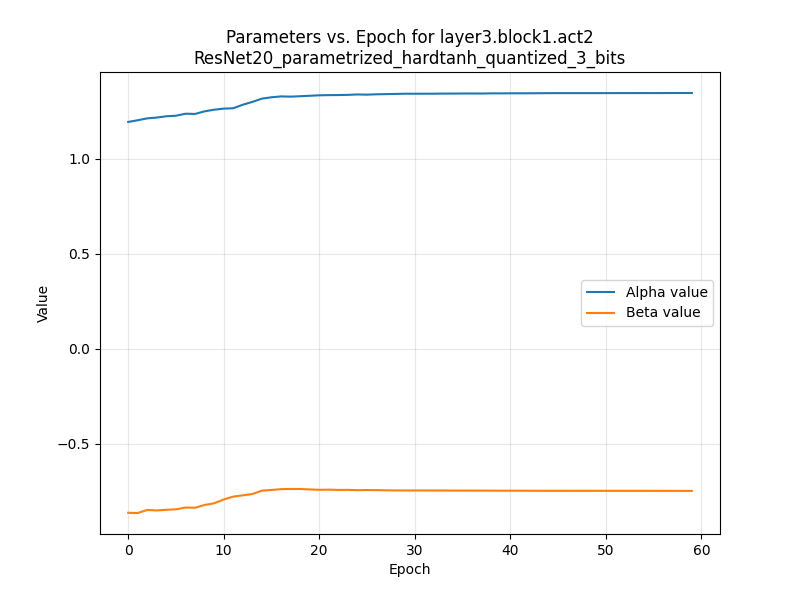 Parameters vs. Epoch for layer3.block1.act2
ResNet20_parametrized_hardtanh_quantized_3_bits
1.0
0.5
0.0
−0.5
Value
Alpha value
Beta value
0 10 20 30 40 50 60
Epoch